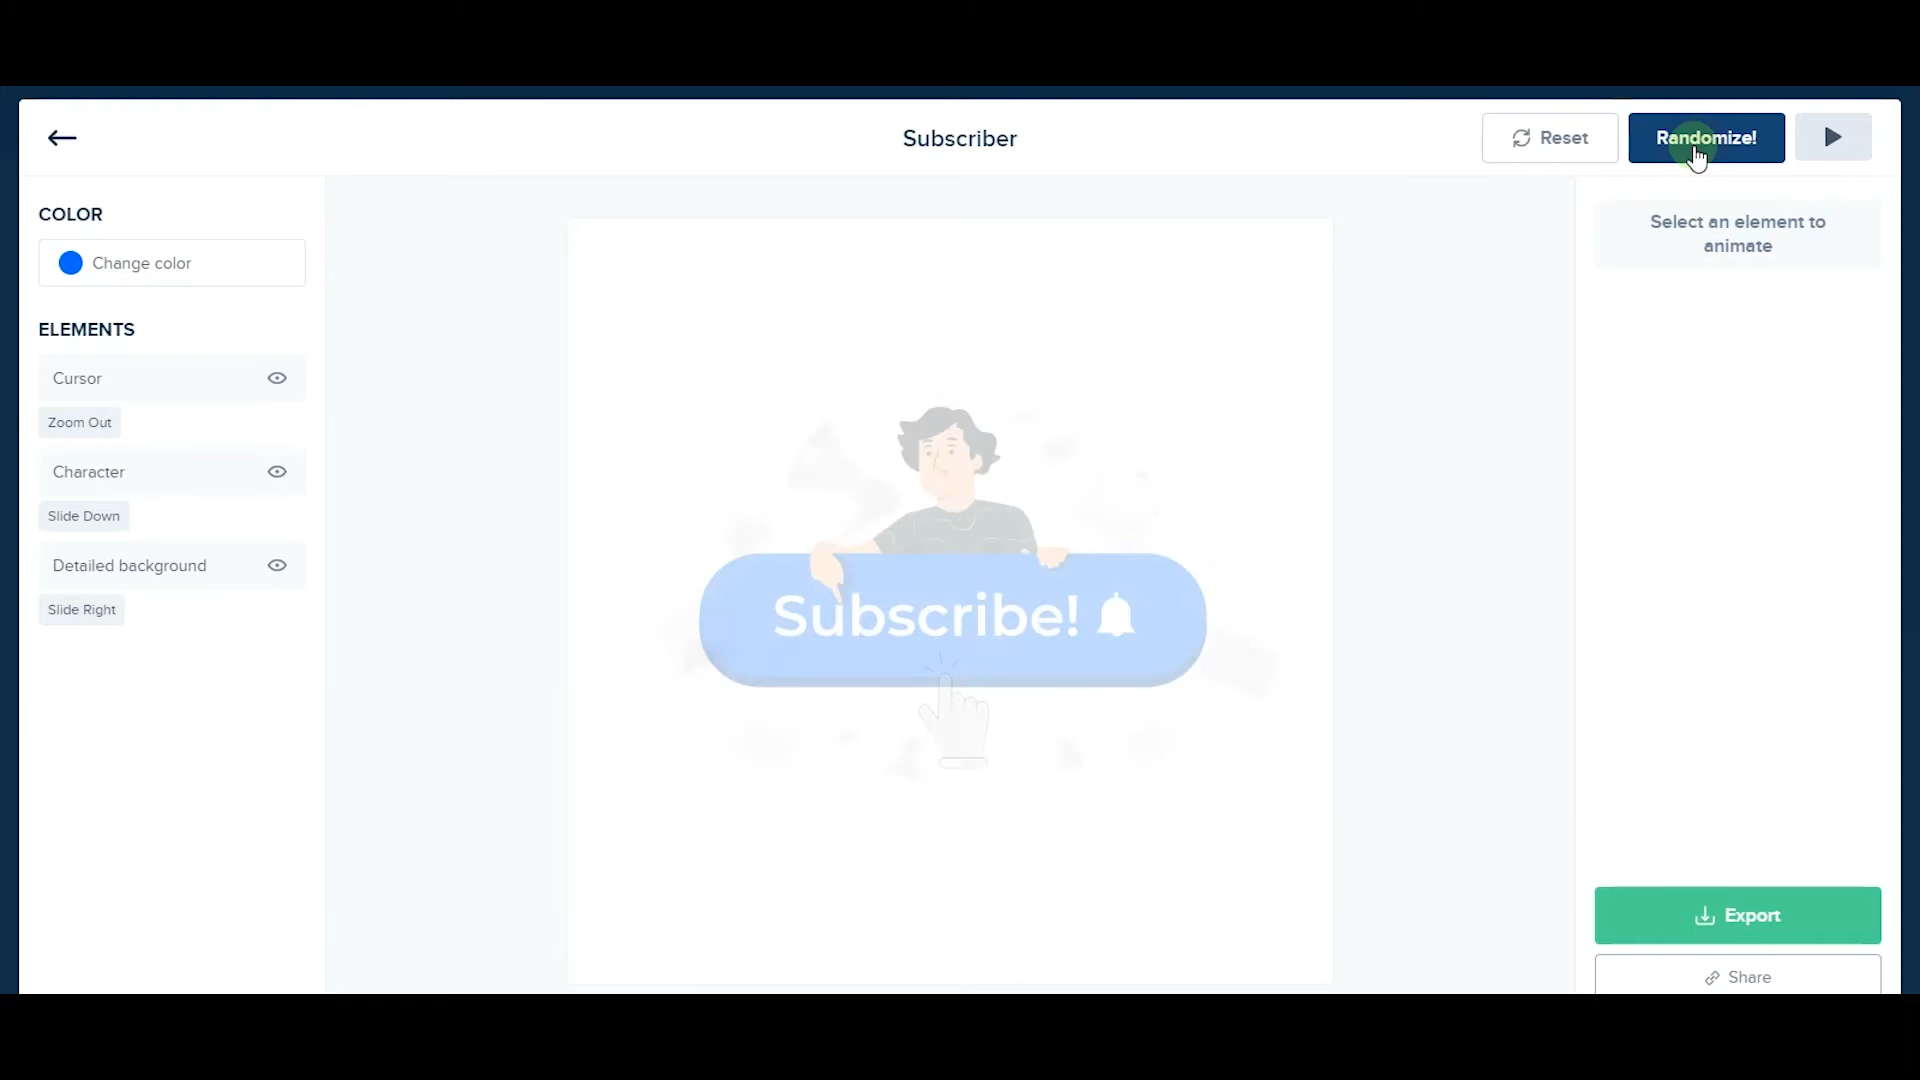 Subscriber
Reset
Randomize!
COLOR
Change color
ELEMENTS
Cursor
Zoom Out
Character
Slide Down
Detailed background
Slide Right
Subscribe!
Select an element to
animate
Export
Share